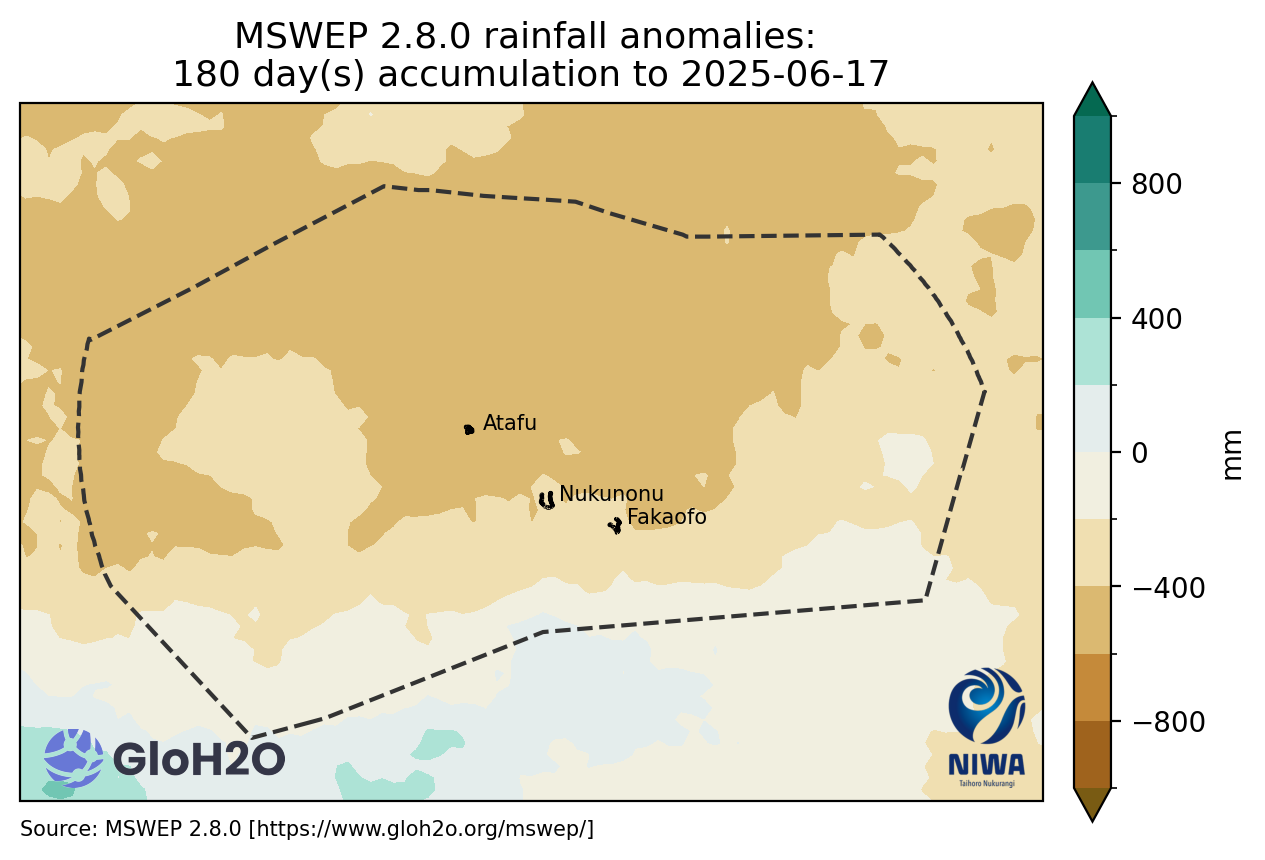 MSWEP 2.8.0 rainfall anomalies:
180 day(s) accumulation to 2025-06-17
800
400
0
−400
−800
mm
Atafu
Nukunonu
Fakaofo
GloH2O
NIWA
Taihoro Nukurangi
Source: MSWEP 2.8.0 [https://www.gloh2o.org/mswep/]